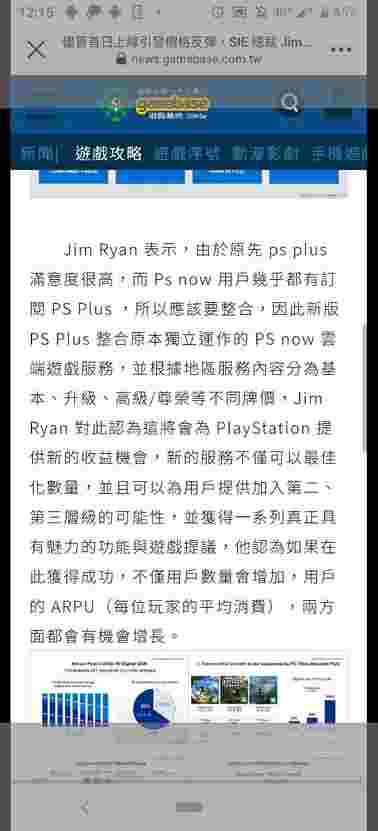 12:15
儘管首日上線引發價格反彈，SIE 總裁 Jim...
news.gamebase.com.tw
gamebase
遊戲基地
新聞 遊戲攻略 遊戲序號 動漫影劇
Jim Ryan 表示，由於原先 ps plus
滿意度很高，而 Ps now 用戶幾乎都有訂
閱 PS Plus ，所以應該要整合，因此新版
PS Plus 整合原本獨立運作的 PS now 雲
端遊戲服務，並根據地區服務內容分為基
本、升級、高級/尊榮等不同牌價，Jim
Ryan 對此認為這將會為 PlayStation 提
供新的收益機會，新的服務不僅可以最佳
化數量，並且可以為用戶提供加入第二、
第三層級的可能性，並獲得一系列真正具
有魅力的功能與遊戲提議，他認為如果在
此獲得成功，不僅用戶數量會增加，用戶
的 ARPU（每位玩家的平均消費），兩方
面都會有機會增長。